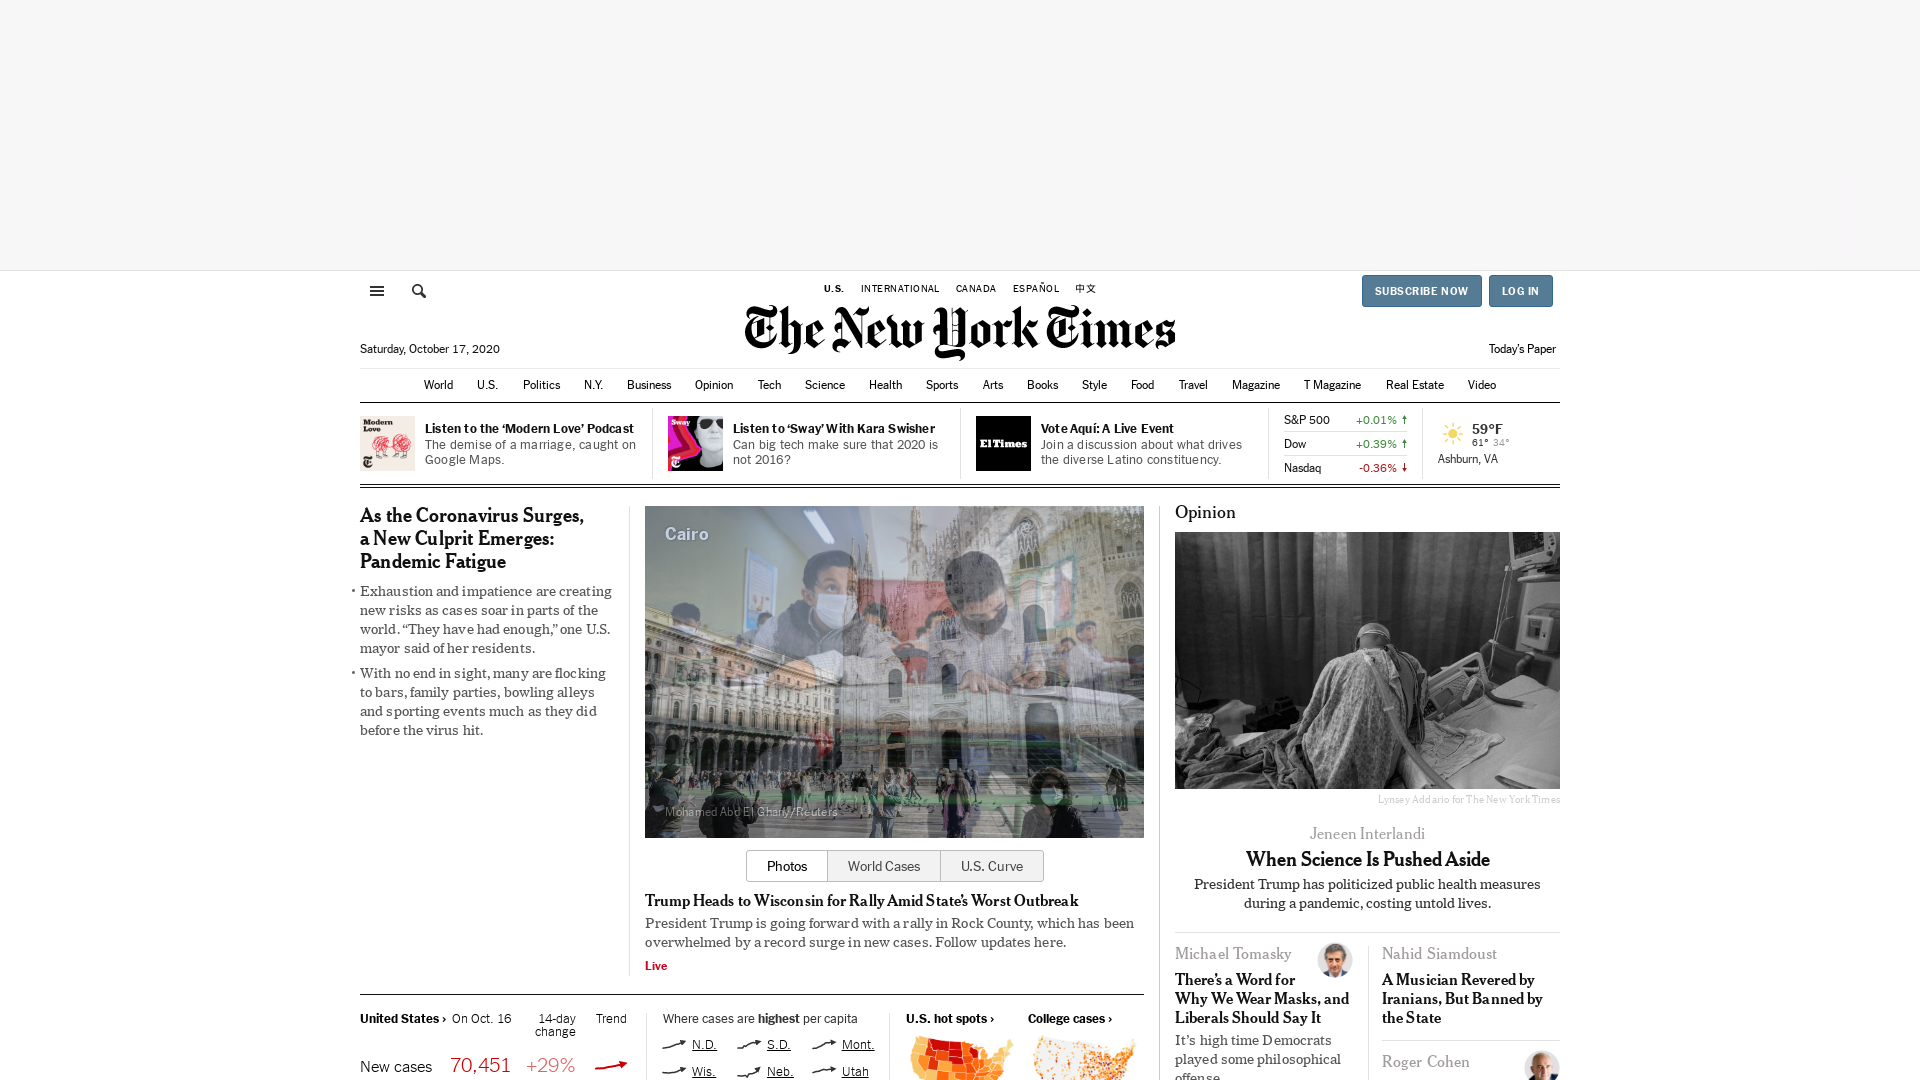 U.S. INTERNATIONAL CANADA ESPAÑOL 中文
SUBSCRIBE NOW LOG IN
The New York Times
Saturday, October 17, 2020
Today's Paper
World U.S. Politics N.Y. Business Opinion Tech Science Health Sports Arts Books Style Food Travel Magazine T Magazine Real Estate Video
Modern
Love
Listen to the ‘Modern Love’ Podcast
The demise of a marriage, caught on
Google Maps.
Sway
Listen to ‘Sway’ With Kara Swisher
Can big tech make sure that 2020 is
not 2016?
El Times
Vote Aquí: A Live Event
Join a discussion about what drives
the diverse Latino constituency.
S&P 500 +0.01%
Dow +0.39%
Nasdaq -0.36%
59°F
61° 34°
Ashburn, VA
As the Coronavirus Surges,
a New Culprit Emerges:
Pandemic Fatigue
• Exhaustion and impatience are creating
new risks as cases soar in parts of the
world. “They have had enough,” one U.S.
mayor said of her residents.
• With no end in sight, many are flocking
to bars, family parties, bowling alleys
and sporting events much as they did
before the virus hit.
Cairo
Mohamed Abd El Ghany/Reuters
Photos World Cases U.S. Curve
Trump Heads to Wisconsin for Rally Amid State’s Worst Outbreak
President Trump is going forward with a rally in Rock County, which has been
overwhelmed by a record surge in new cases. Follow updates here.
Live
United States › On Oct. 16 14-day
change Trend
New cases 70,451 +29%
Where cases are highest per capita
N.D. S.D. Mont.
Wis. Neb. Utah
U.S. hot spots › College cases ›
Opinion
Lynsey Addario for The New York Times
Jeneen Interlandi
When Science Is Pushed Aside
President Trump has politicized public health measures
during a pandemic, costing untold lives.
Michael Tomasky
There’s a Word for
Why We Wear Masks, and
Liberals Should Say It
It’s high time Democrats
played some philosophical
offense.
Nahid Siamdoust
A Musician Revered by
Iranians, But Banned by
the State
Roger Cohen